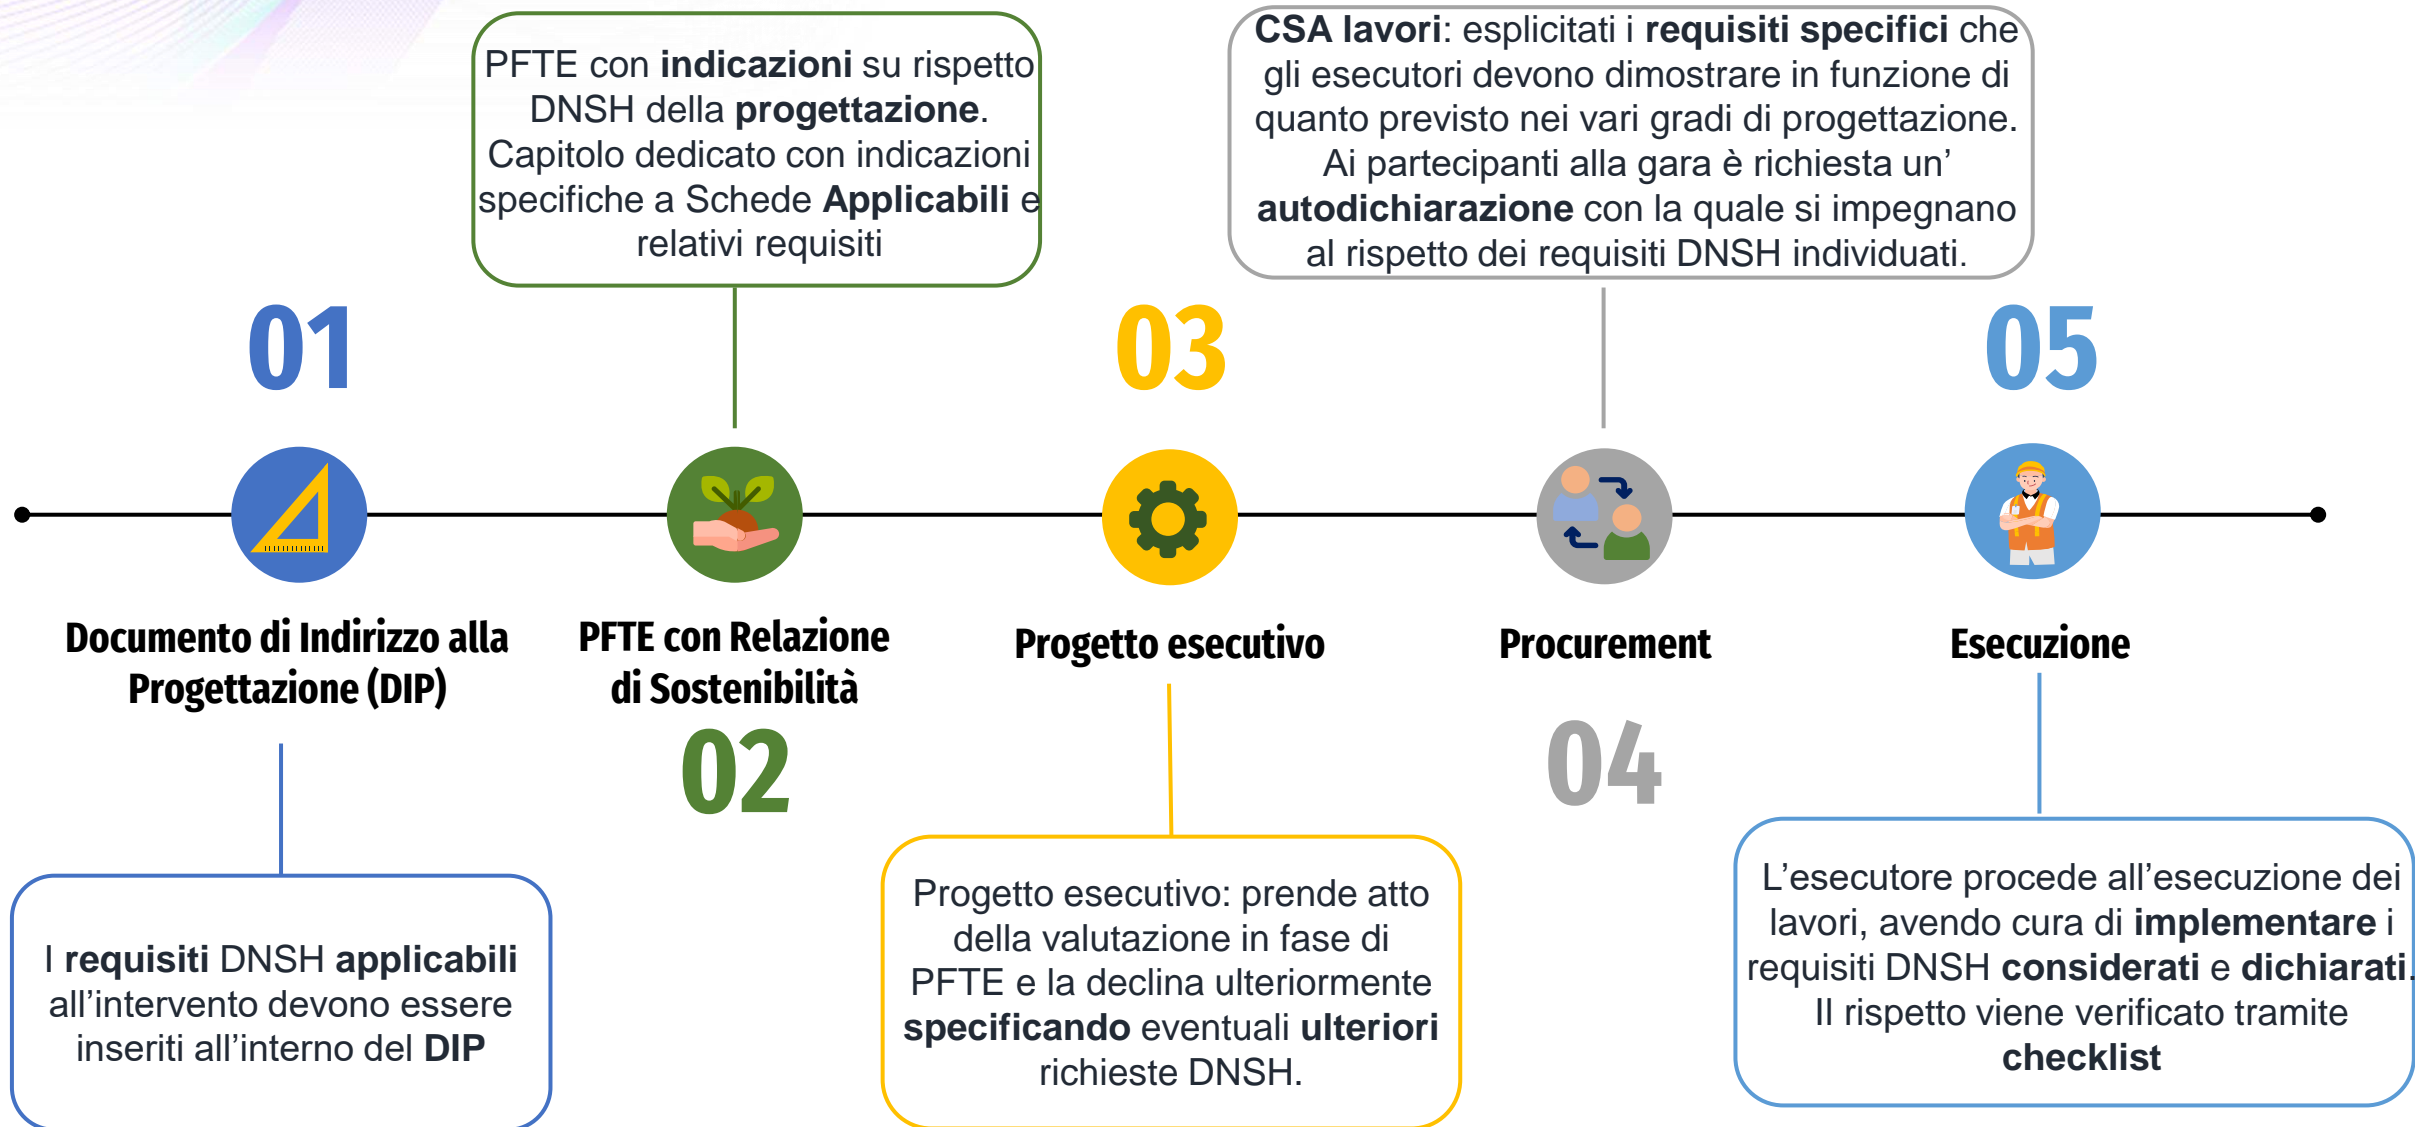 PFTE con indicazioni su rispetto
DNSH della progettazione.
Capitolo dedicato con indicazioni
specifiche a Schede Applicabili e
relativi requisiti
CSA lavori: esplicitati i requisiti specifici che
gli esecutori devono dimostrare in funzione di
quanto previsto nei vari gradi di progettazione.
Ai partecipanti alla gara è richiesta un’
autodichiarazione con la quale si impegnano
al rispetto dei requisiti DNSH individuati.
01
03
05
Documento di Indirizzo alla
Progettazione (DIP)
PFTE con Relazione
di Sostenibilità
Progetto esecutivo
Procurement
Esecuzione
02
04
I requisiti DNSH applicabili
all’intervento devono essere
inseriti all’interno del DIP
Progetto esecutivo: prende atto
della valutazione in fase di
PFTE e la declina ulteriormente
specificando eventuali ulteriori
richieste DNSH.
L’esecutore procede all’esecuzione dei
lavori, avendo cura di implementare i
requisiti DNSH considerati e dichiarati.
Il rispetto viene verificato tramite
checklist